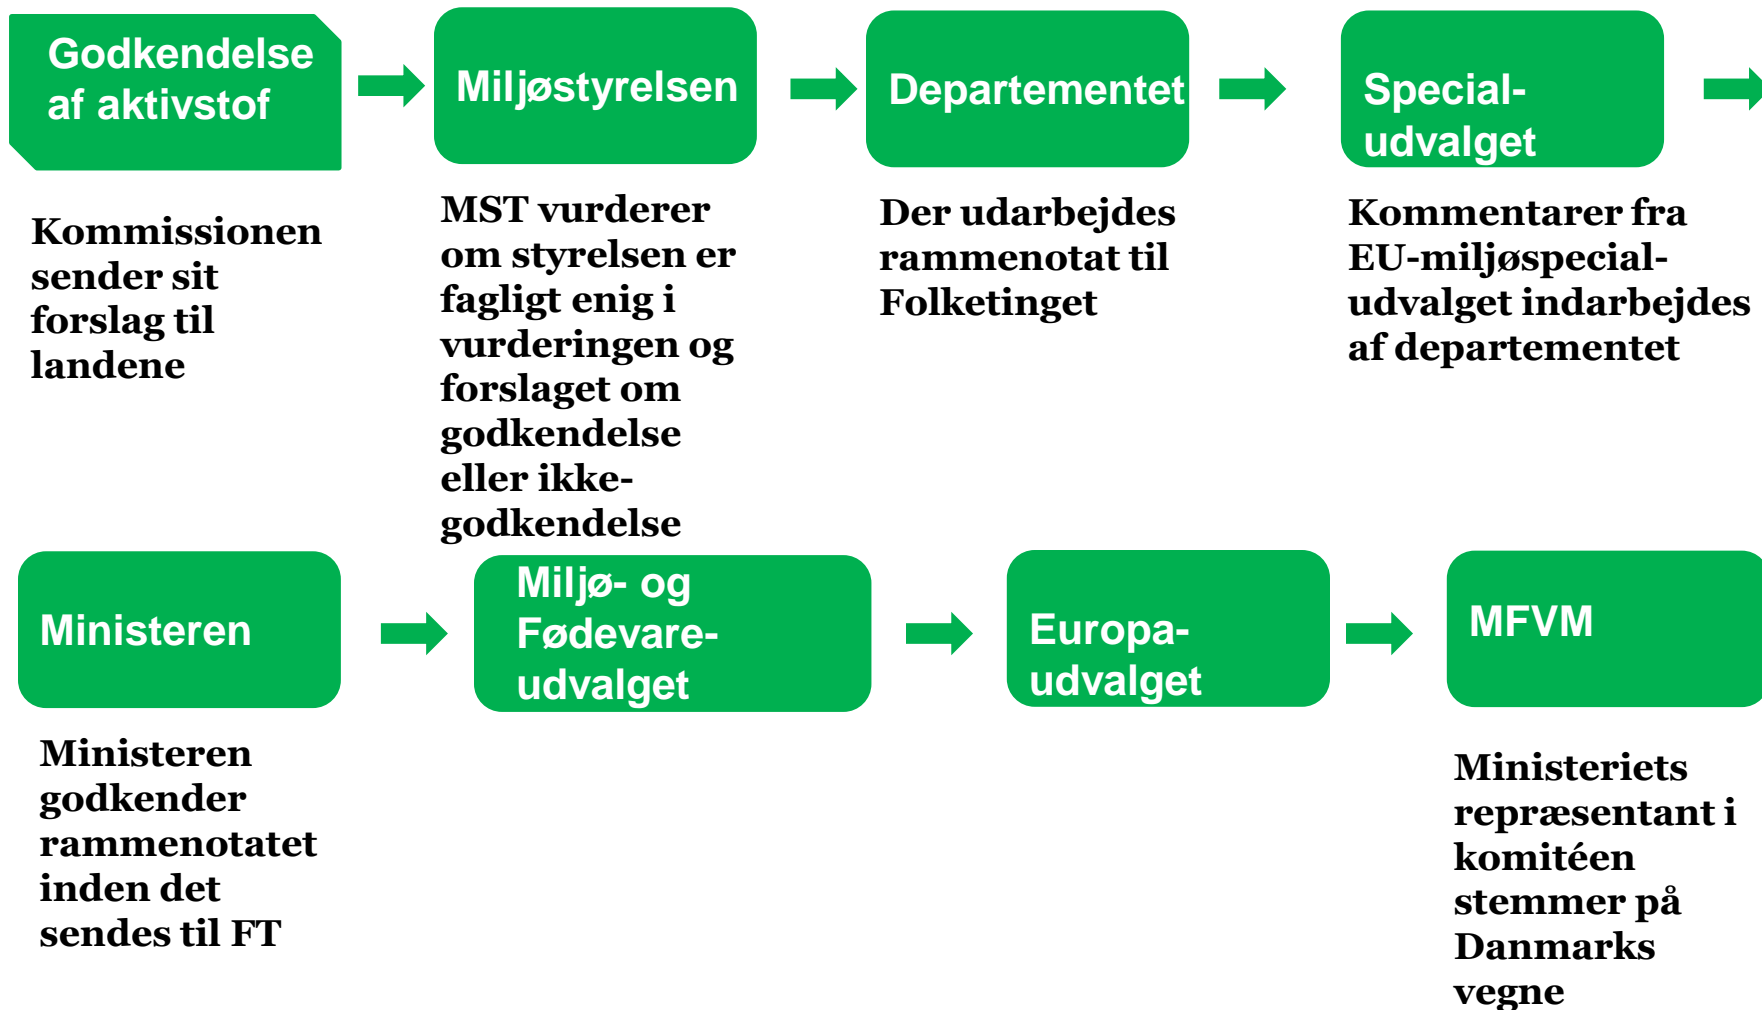 Godkendelse
af aktivstof
Kommissionen
sender sit
forslag til
landene
Miljøstyrelsen
MST vurderer
om styrelsen er
fagligt enig i
vurderingen og
forslaget om
godkendelse
eller ikke-
godkendelse
Departementet
Der udarbejdes
rammenotat til
Folketinget
Special-
udvalget
Kommentarer fra
EU-miljøspecial-
udvalget indarbejdes
af departementet
Ministeren
Ministeren
godkender
rammenotatet
inden det
sendes til FT
Miljø- og
Fødevare-
udvalget
Europa-
udvalget
MFVM
Ministeriets
repræsentant i
komitéen
stemmer på
Danmarks
vegne